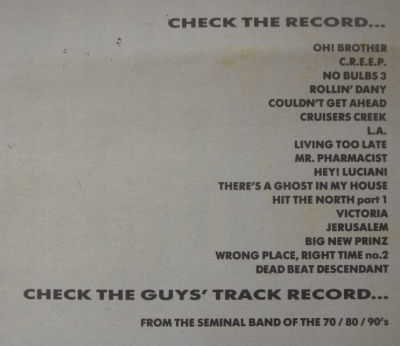 CHECK THE RECORD...
OH! BROTHER
C.R.E.E.P.
NO BULBS 3
ROLLIN' DANY
COULDN'T GET AHEAD
CRUISERS CREEK
L.A.
LIVING TOO LATE
MR. PHARMACIST
HEY! LUCIANI
THERE'S A GHOST IN MY HOUSE
HIT THE NORTH part 1
VICTORIA
JERUSALEM
BIG NEW PRINZ
WRONG PLACE, RIGHT TIME no.2
DEAD BEAT DESCENDANT
CHECK THE GUYS' TRACK RECORD...
FROM THE SEMINAL BAND OF THE 70 / 80 / 90's